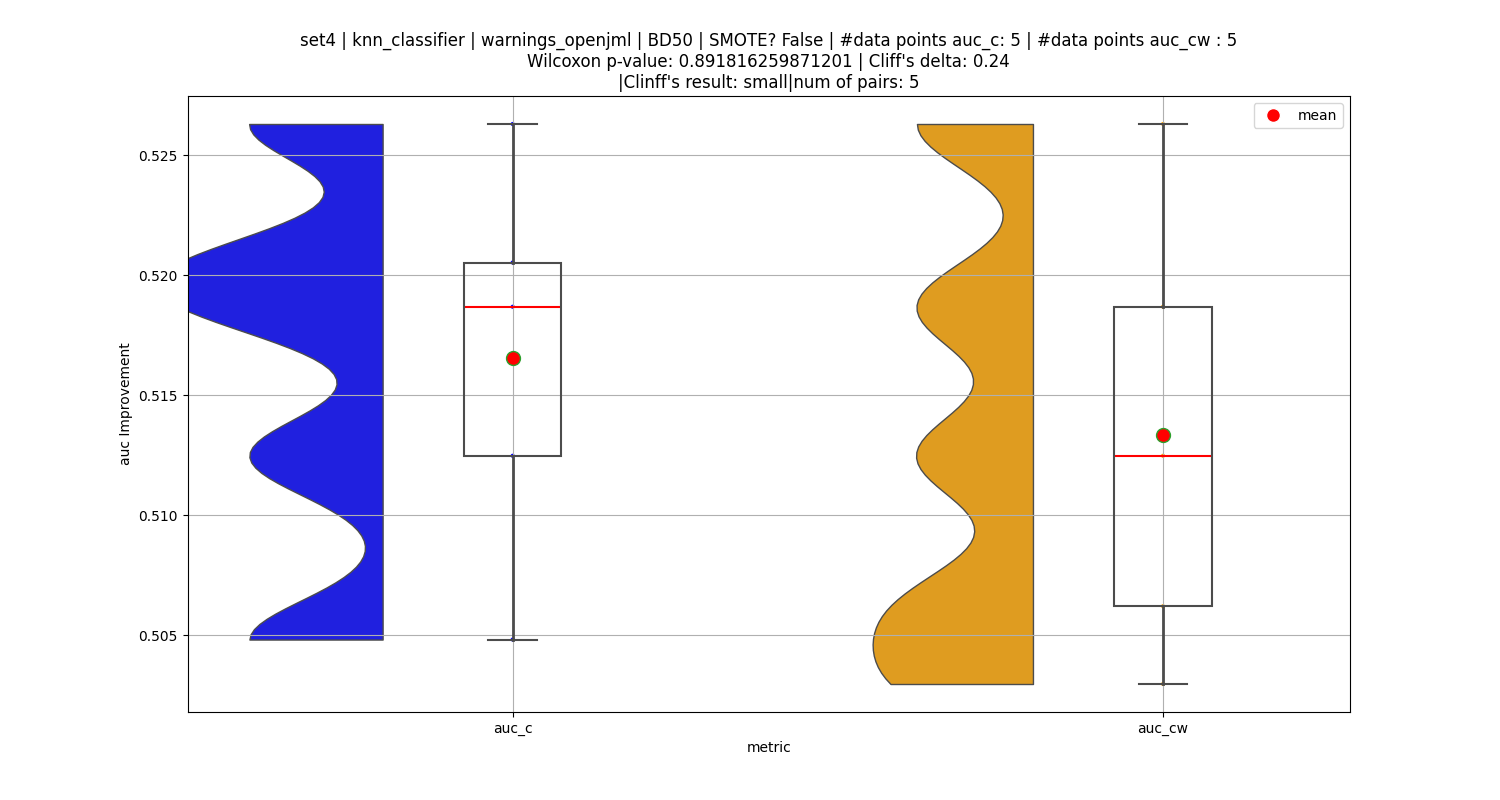 set4 | knn_classifier | warnings_openjml | BD50 | SMOTE? False | #data points auc_c: 5 | #data points auc_cw : 5
Wilcoxon p-value: 0.891816259871201 | Cliff's delta: 0.24
|Clinff's result: small|num of pairs: 5
mean
0.525
0.520
0.515
0.510
0.505
auc Improvement
auc_c
auc_cw
metric